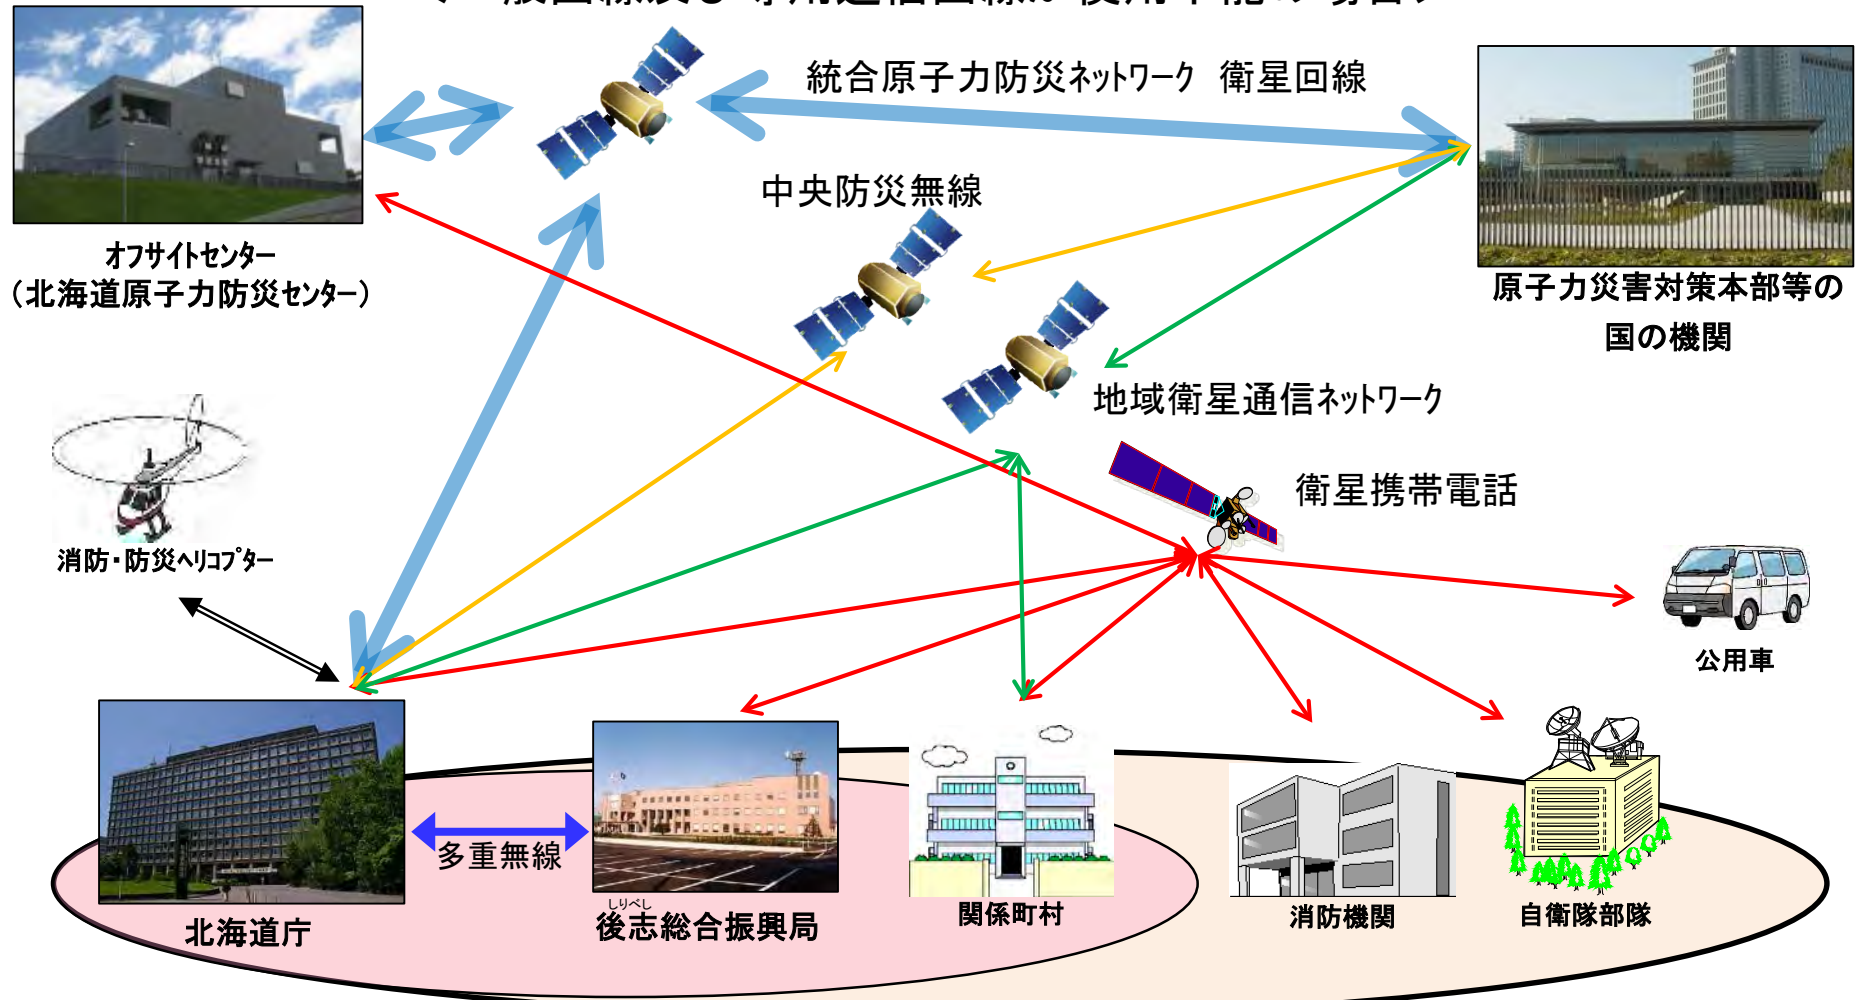 統合原子力防災ネットワーク 衛星回線
中央防災無線
オフサイトセンター
（北海道原子力防災センター）
原子力災害対策本部等の
国の機関
地域衛星通信ネットワーク
衛星携帯電話
消防・防災ヘリコプター
公用車
多重無線
北海道庁
しりべし
後志総合振興局
関係町村
消防機関
自衛隊部隊